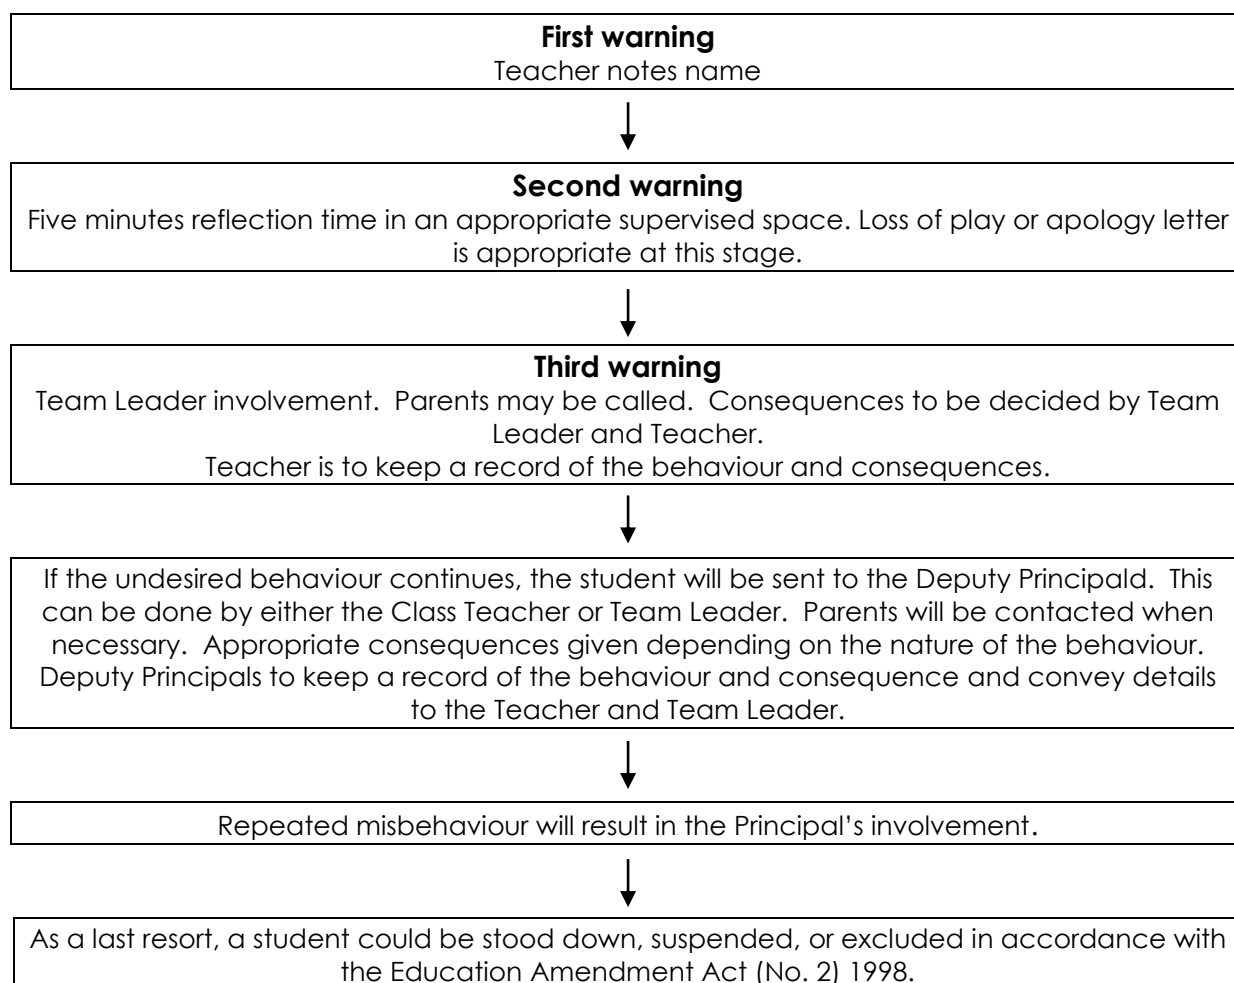 First warning
Teacher notes name
Second warning
Five minutes reflection time in an appropriate supervised space. Loss of play or apology letter
is appropriate at this stage.
Third warning
Team Leader involvement.  Parents may be called.  Consequences to be decided by Team
Leader and Teacher.
Teacher is to keep a record of the behaviour and consequences.
If the undesired behaviour continues, the student will be sent to the Deputy Principald.  This
can be done by either the Class Teacher or Team Leader.  Parents will be contacted when
necessary.  Appropriate consequences given depending on the nature of the behaviour.
Deputy Principals to keep a record of the behaviour and consequence and convey details
to the Teacher and Team Leader.
Repeated misbehaviour will result in the Principal’s involvement.
As a last resort, a student could be stood down, suspended, or excluded in accordance with
the Education Amendment Act (No. 2) 1998.